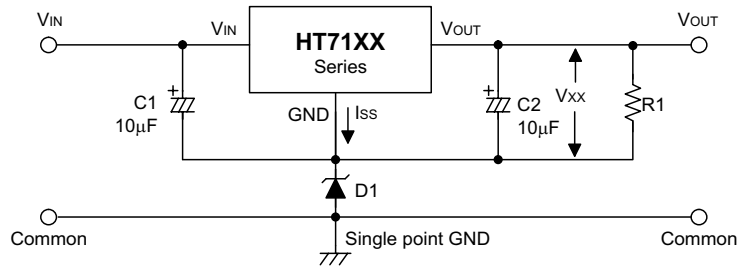 VIN
VOUT
VIN
HT71XX
Series
VOUT
+
C1
10μF
GND
ISS
+
C2
10μF
VXX
R1
D1
Common
Single point GND
Common